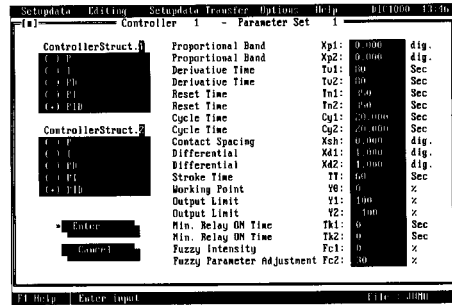 Setupdata Editing Setupdata Transfer Options Help DIC1000 13:46
Controller 1 - Parameter Set 1
ControllerStruct.1
( ) P
( ) I
( ) PD
( ) PI
(•) PID
ControllerStruct.2
( ) P
( ) I
( ) PD
( ) PI
(•) PID
Enter
Cancel
Proportional Band Xp1: 0.000 dig.
Proportional Band Xp2: 0.000 dig.
Derivative Time Tv1: 80 Sec
Derivative Time Tv2: 80 Sec
Reset Time Tn1: 350 Sec
Reset Time Tn2: 350 Sec
Cycle Time Cy1: 20.000 Sec
Cycle Time Cy2: 20.000 Sec
Contact Spacing Xsh: 0.000 dig.
Differential Xd1: 1.000 dig.
Differential Xd2: 1.000 dig.
Stroke Time TT: 60 Sec
Working Point Y0: 0 %
Output Limit Y1: 100 %
Output Limit Y2: -100 %
Min. Relay ON Time Tk1: 0 Sec
Min. Relay ON Time Tk2: 0 Sec
Fuzzy Intensity Fc1: 0 %
Fuzzy Parameter Adjustment Fc2: 30 %
F1 Help Enter input File : JUMO